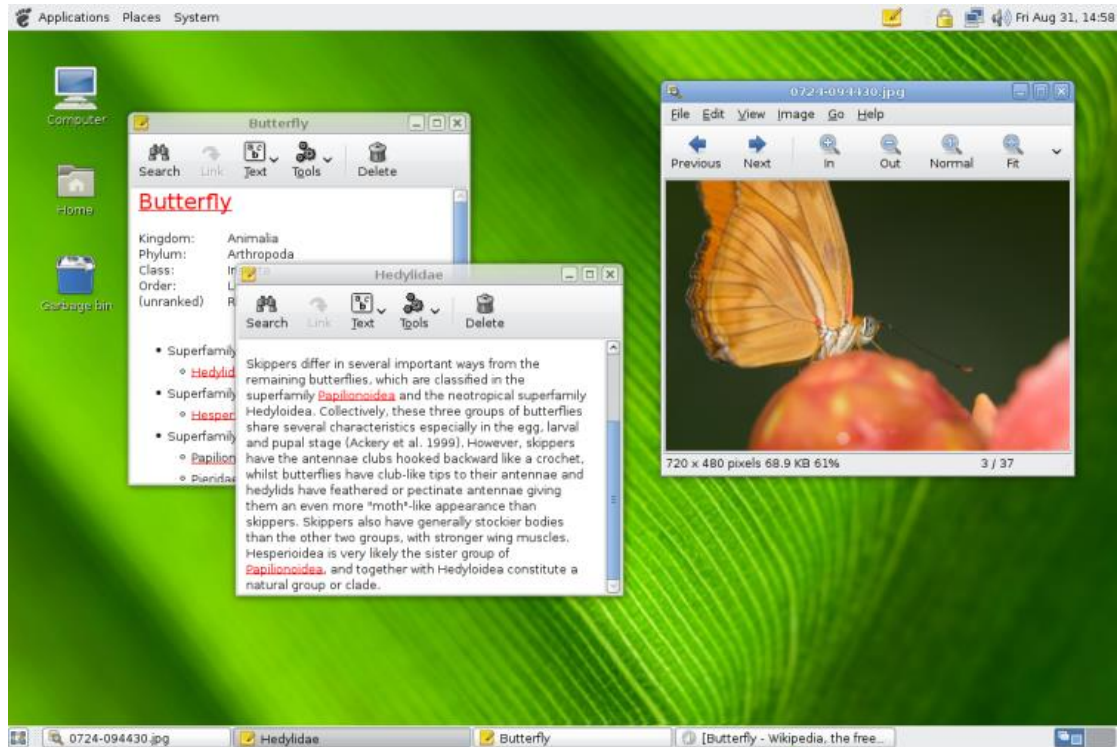 Applications Places System
Fri Aug 31, 14:58
Computer
Home
Garbage bin
Butterfly
Search Link Text Tools Delete
Butterfly
Kingdom: Animalia
Phylum: Arthropoda
Class:
Order:
(unranked)
Superfamily
Superfamily
Superfamily
Hedylidae
Search Link Text Tools Delete
Skippers differ in several important ways from the
remaining butterflies, which are classified in the
superfamily Papilionoidea and the neotropical superfamily
Hedyloidea. Collectively, these three groups of butterflies
share several characteristics especially in the egg, larval
and pupal stage (Ackery et al. 1999). However, skippers
have the antennae clubs hooked backward like a crochet,
whilst butterflies have club-like tips to their antennae and
hedylids have feathered or pectinate antennae giving
them an even more "moth"-like appearance than
skippers. Skippers also have generally stockier bodies
than the other two groups, with stronger wing muscles.
Hesperioidea is very likely the sister group of
Papilionoidea, and together with Hedyloidea constitute a
natural group or clade.
0724-094430.jpg
File Edit View Image Go Help
Previous Next In Out Normal Fit
720 x 480 pixels 68.9 KB 61% 3 / 37
0724-094430.jpg
Hedylidae
Butterfly
[Butterfly - Wikipedia, the free...